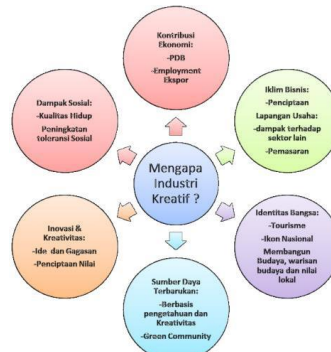 Kontribusi
Ekonomi:
-PDB
-Employment
Ekspor
Iklim Bisnis:
-Penciptaan
Lapangan Usaha:
-dampak terhadap
sektor lain
-Pemasaran
Identitas Bangsa:
-Tourisme
-Ikon Nasional
Membangun
Budaya, warisan
budaya dan nilai
lokal
Sumber Daya
Terbarukan:
-Berbasis
pengetahuan dan
Kreativitas
-Green Community
Inovasi &
Kreativitas:
-Ide dan Gagasan
-Penciptaan Nilai
Dampak Sosial:
-Kualitas Hidup
Peningkatan
toleransi Sosial
Mengapa
Industri
Kreatif ?